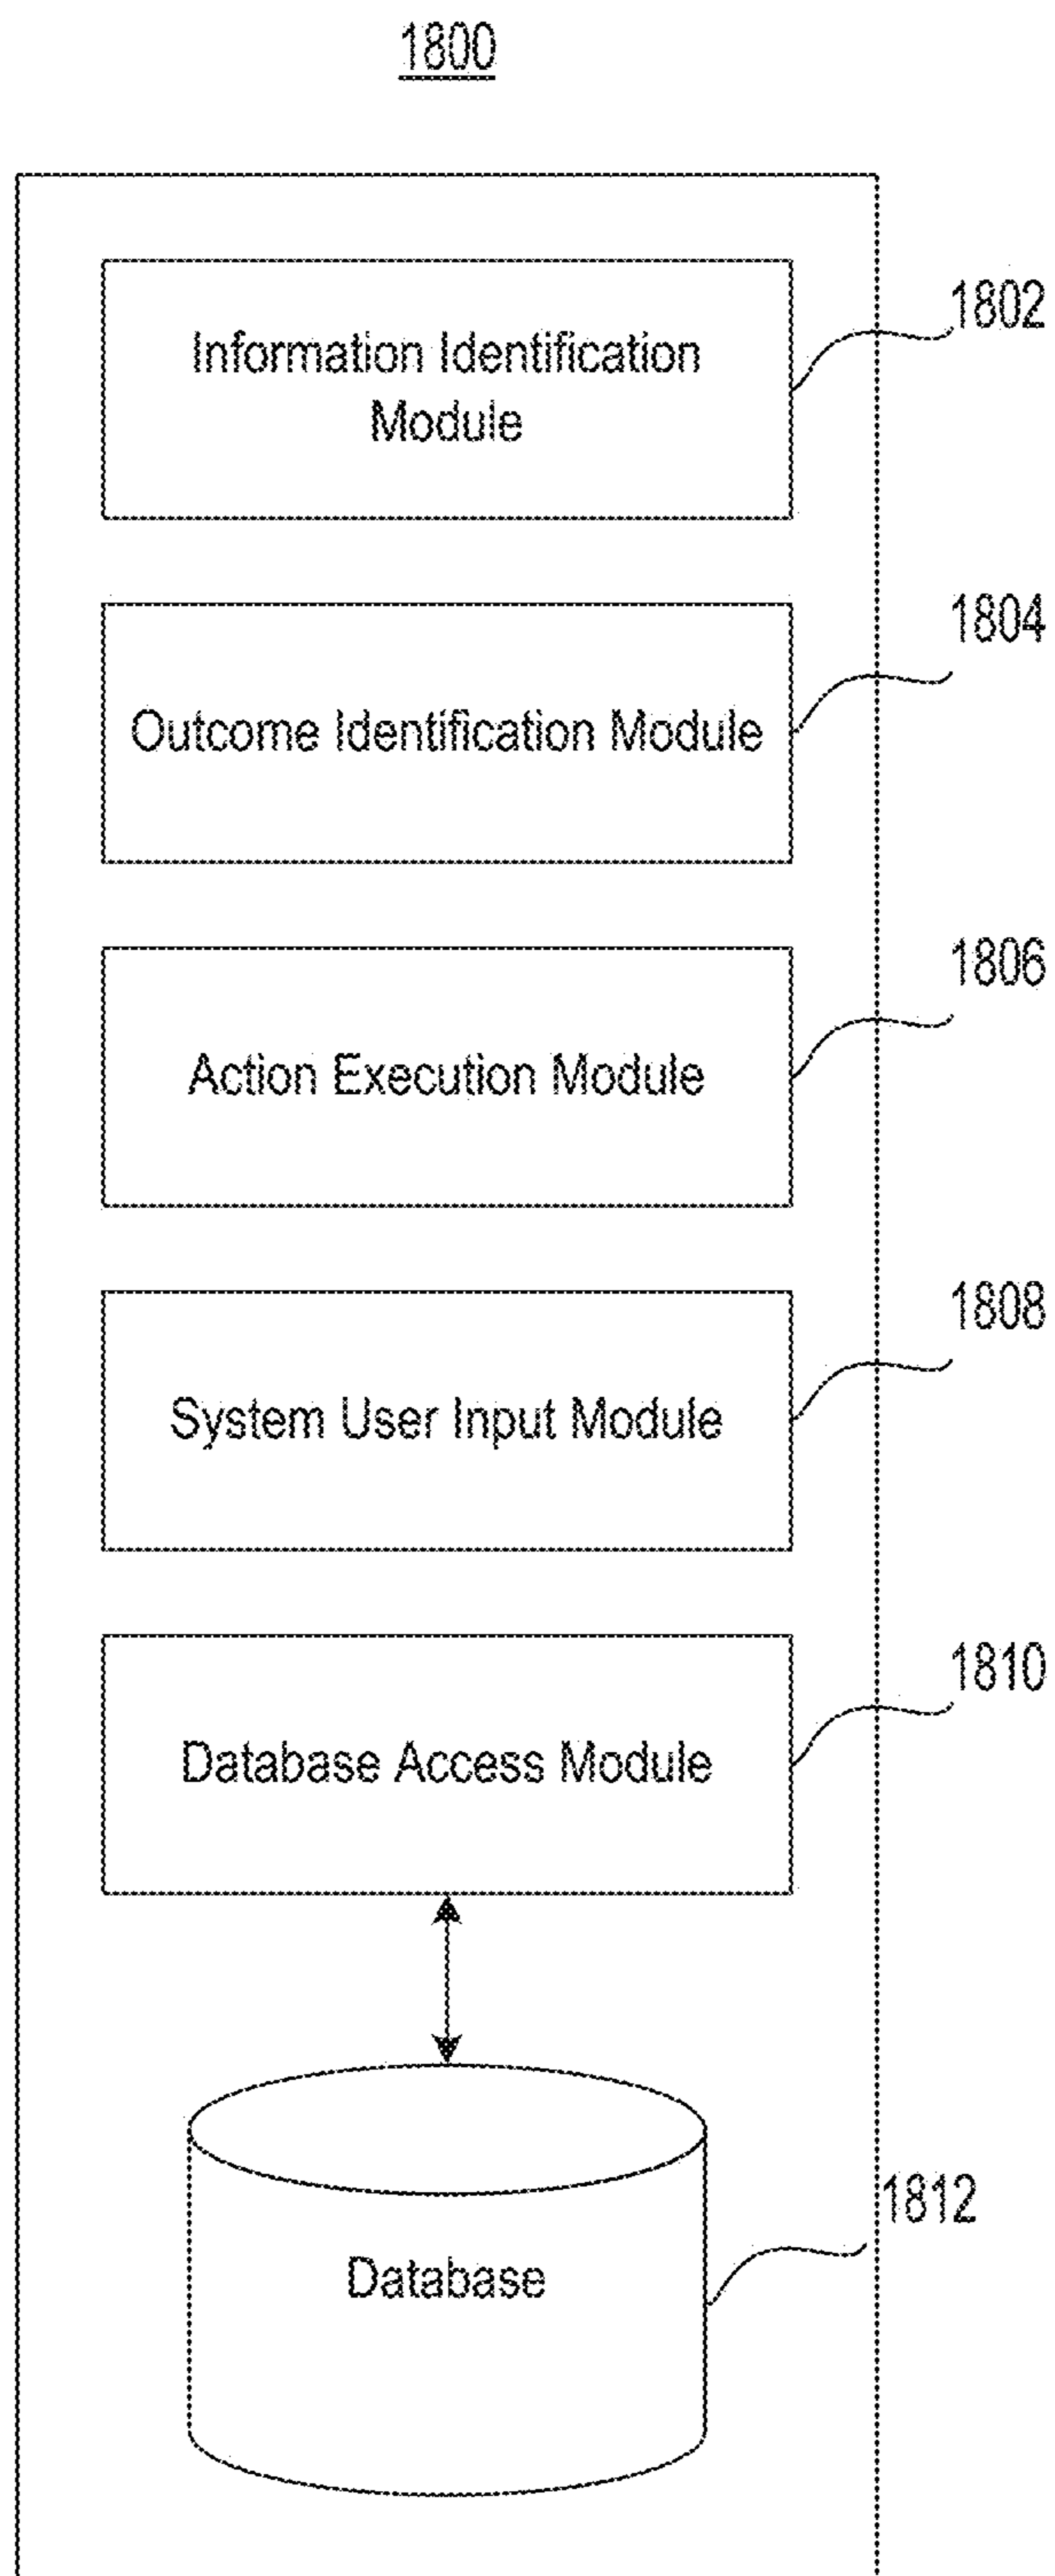 1800
Information Identification
Module
1802
Outcome Identification Module
1804
Action Execution Module
1806
System User Input Module
1808
Database Access Module
1810
Database
1812